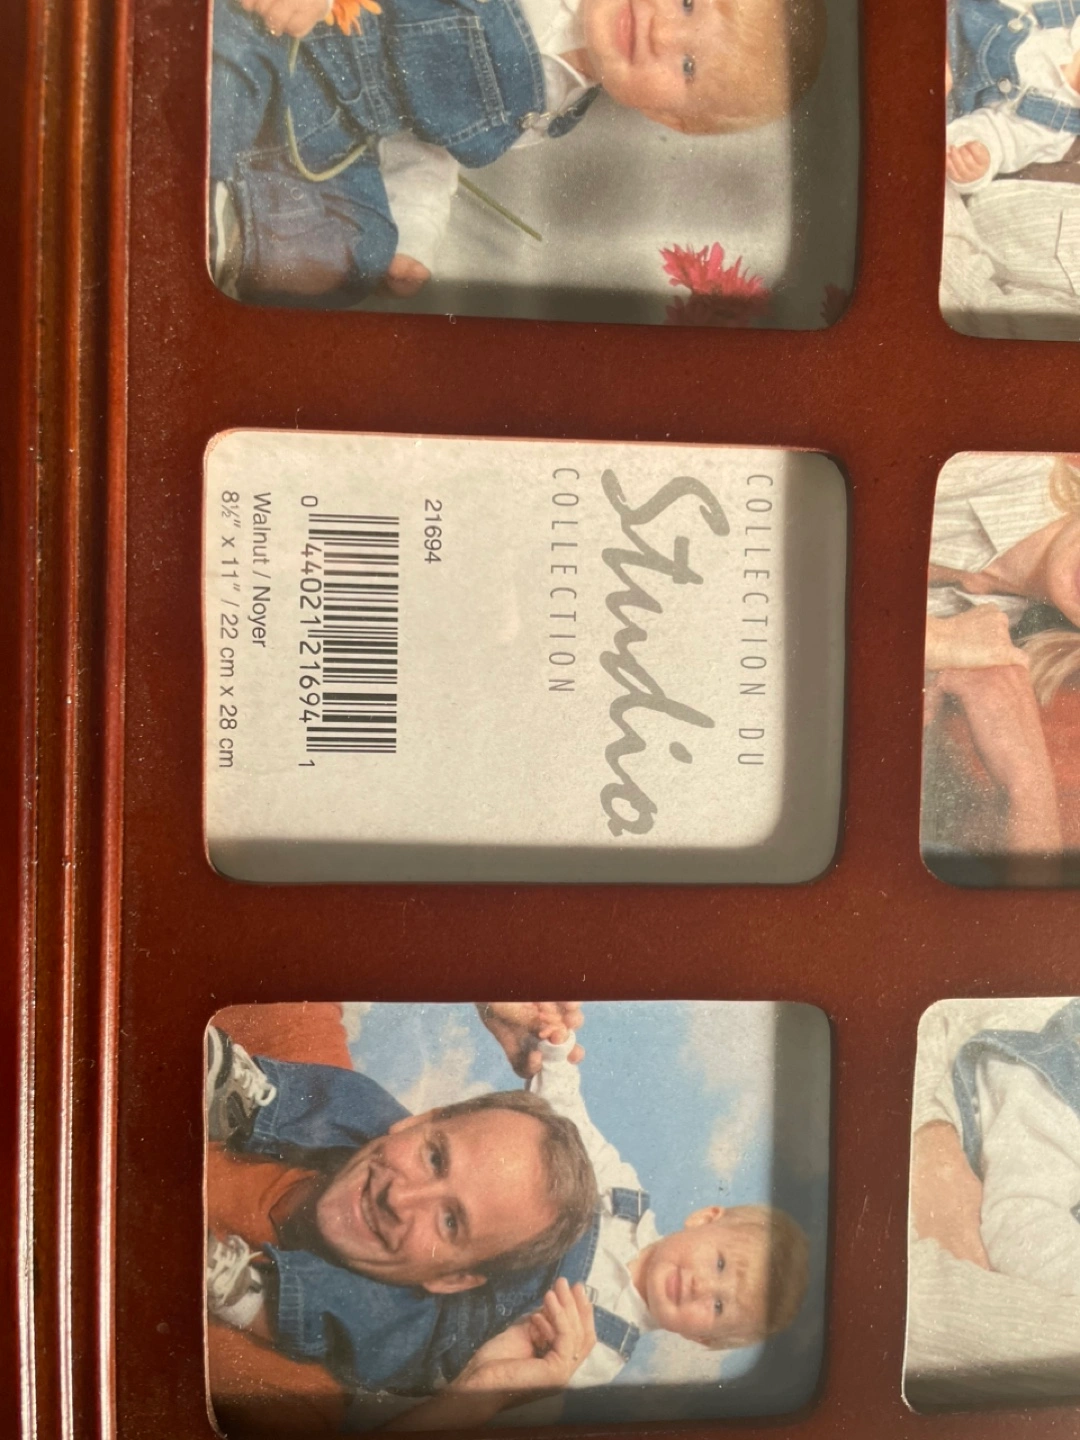 COLLECTION DU
Studio
COLLECTION
21694
0 44021 21694 1
Walnut / Noyer
8½" x 11" / 22 cm x 28 cm